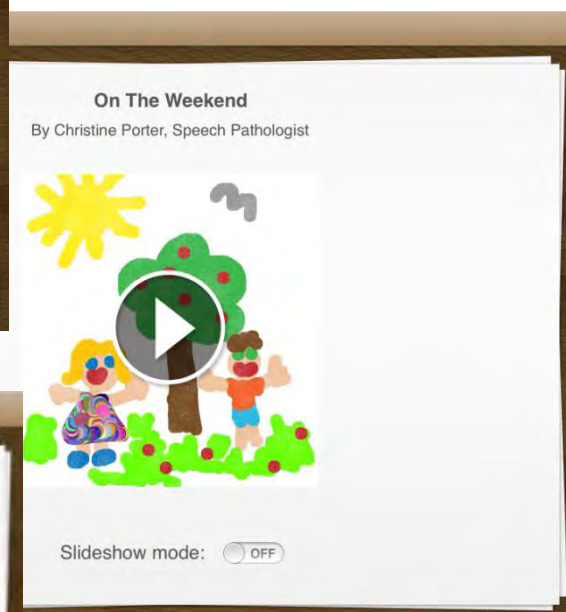 On The Weekend
By Christine Porter, Speech Pathologist
Slideshow mode: OFF